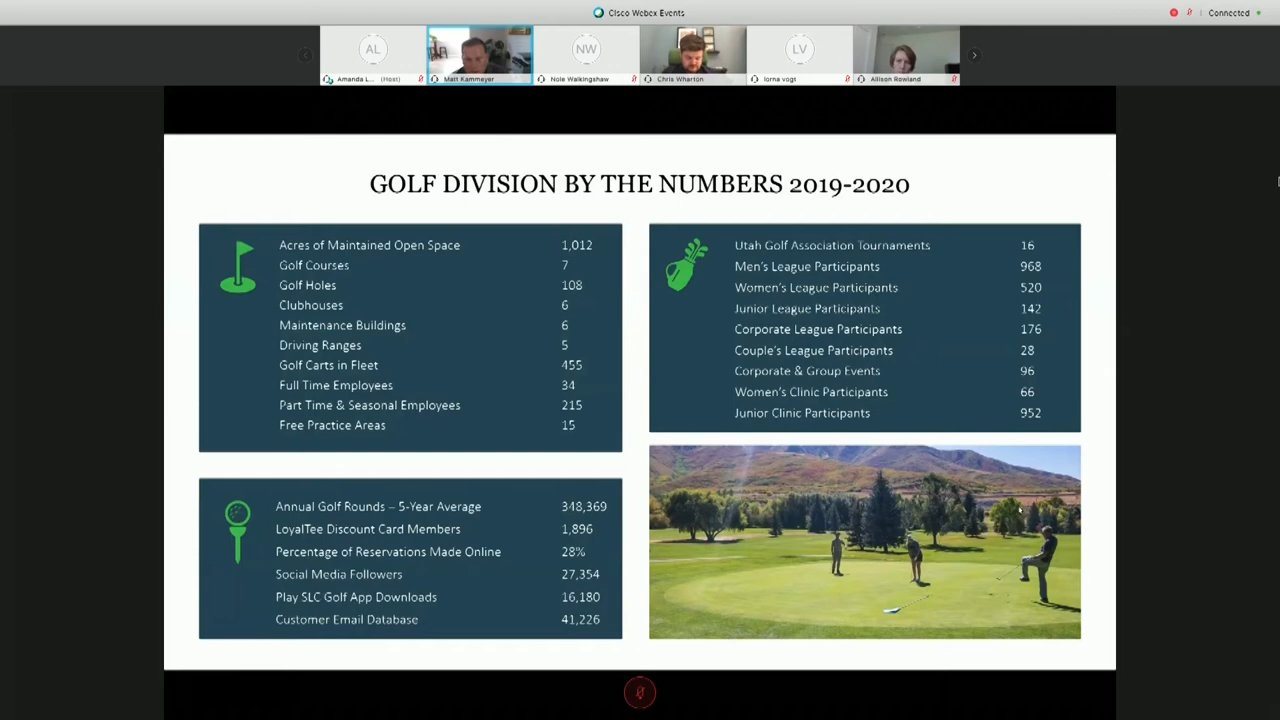 Cisco Webex Events
Connected
AL
NW
LV
Amanda L... (Host)
Matt Kammeyer
Nole Walkingshaw
Chris Wharton
lorna vogt
Allison Rowland
GOLF DIVISION BY THE NUMBERS 2019-2020
Acres of Maintained Open Space 1,012
Golf Courses 7
Golf Holes 108
Clubhouses 6
Maintenance Buildings 6
Driving Ranges 5
Golf Carts in Fleet 455
Full Time Employees 34
Part Time & Seasonal Employees 215
Free Practice Areas 15
Annual Golf Rounds – 5-Year Average 348,369
LoyalTee Discount Card Members 1,896
Percentage of Reservations Made Online 28%
Social Media Followers 27,354
Play SLC Golf App Downloads 16,180
Customer Email Database 41,226
Utah Golf Association Tournaments 16
Men's League Participants 968
Women's League Participants 520
Junior League Participants 142
Corporate League Participants 176
Couple's League Participants 28
Corporate & Group Events 96
Women's Clinic Participants 66
Junior Clinic Participants 952